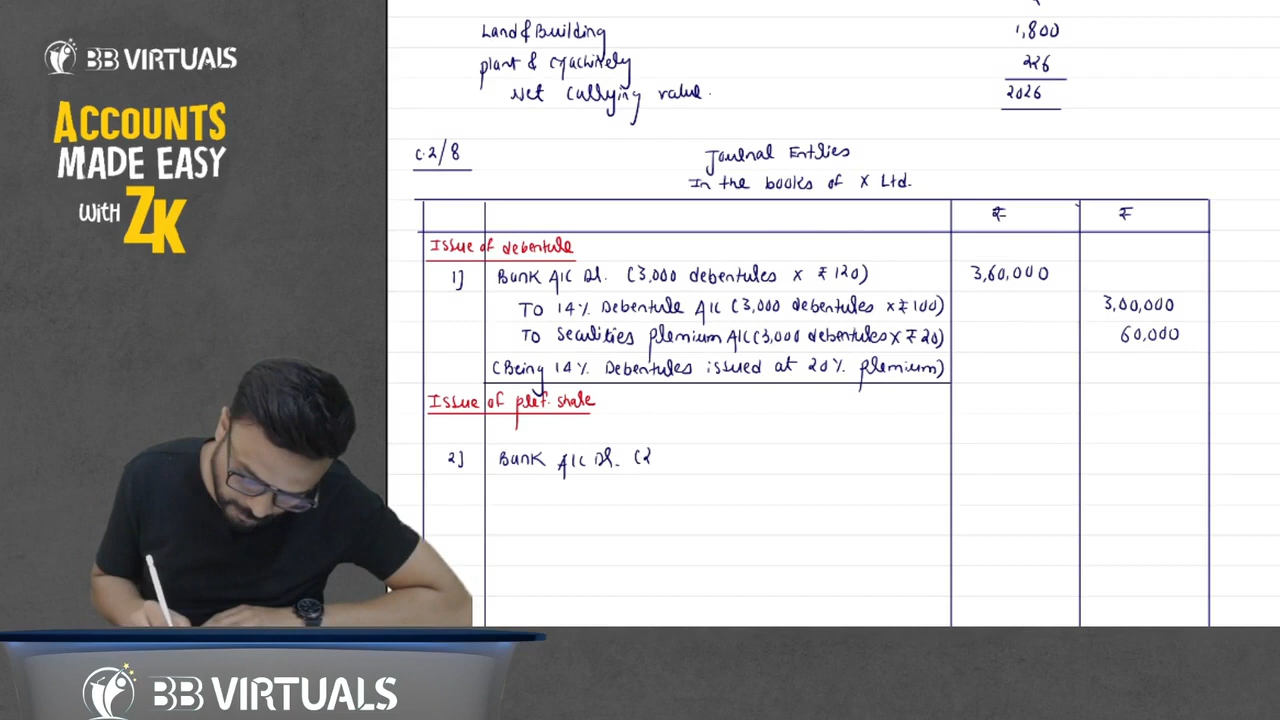 BB VIRTUALS
ACCOUNTS
MADE EASY
WITH ZK
Land & Building 1,800
plant & Machinery 226
Net carrying value. 2026
C.2/8
Journal Entries
In the books of X Ltd.
₹ ₹
Issue of debenture
1] Bank A/C Dr. (3,000 debentures x ₹ 120) 3,60,000
To 14% Debenture A/C (3,000 debentures x ₹ 100) 3,00,000
To Securities premium A/C (3,000 debentures x ₹ 20) 60,000
(Being 14% Debentures issued at 20% premium)
Issue of pref. share
2] Bank A/C Dr. (2
BB VIRTUALS